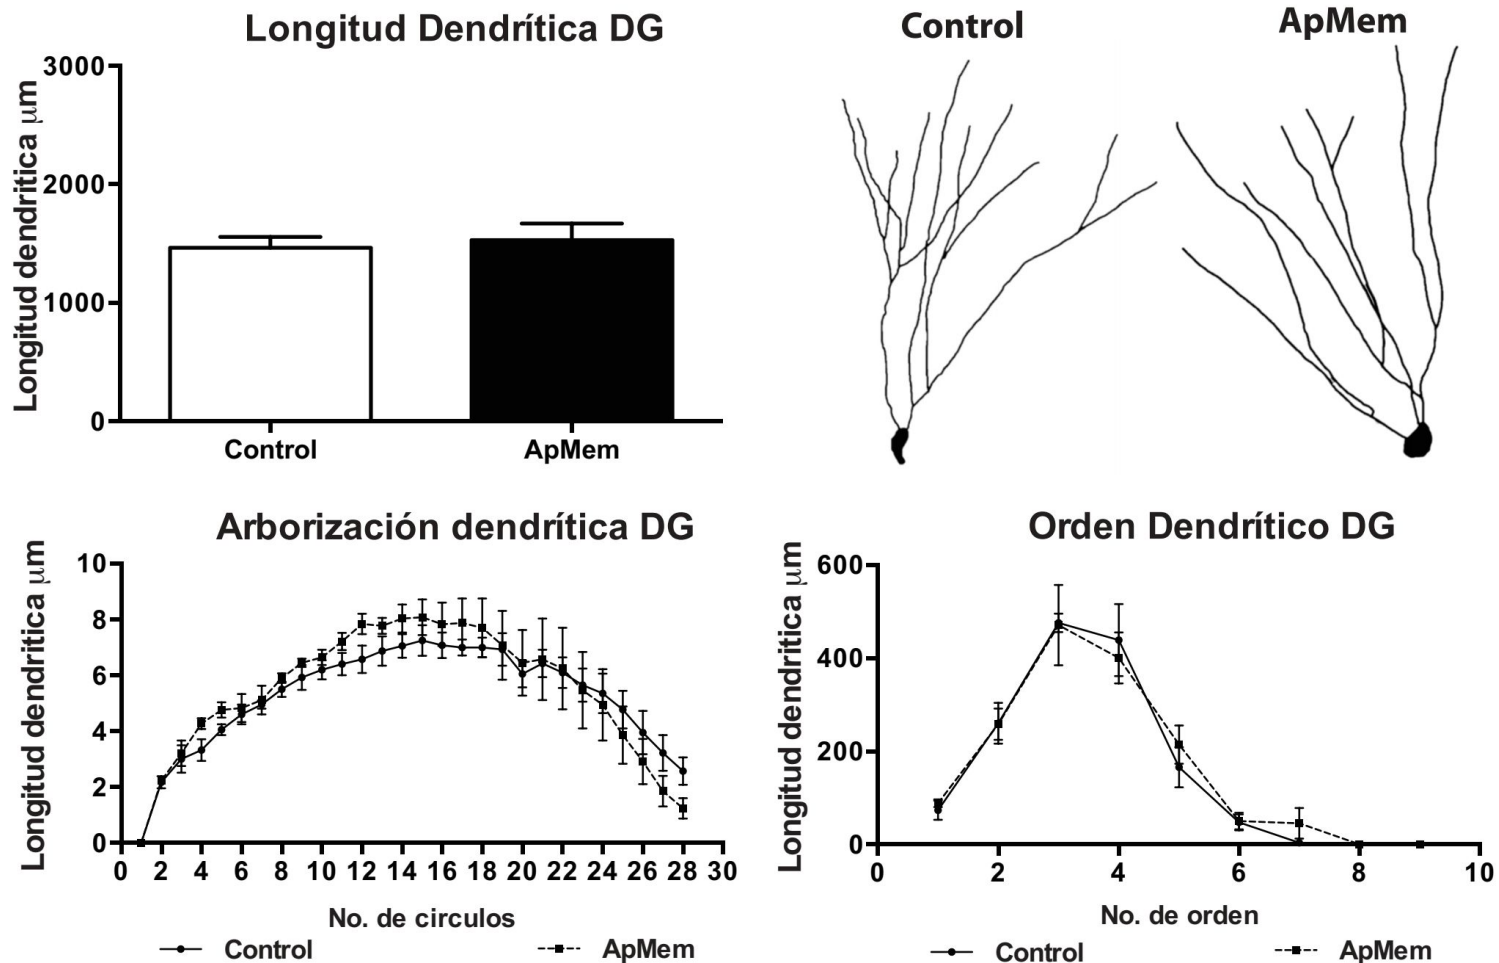 Longitud Dendrítica DG
Longitud dendritica μm
3000
2000
1000
0
Control
ApMem
Control
ApMem
Arborización dendrítica DG
Longitud dendritica μm
10
8
6
4
2
0
0 2 4 6 8 10 12 14 16 18 20 22 24 26 28 30
No. de circulos
Control
ApMem
Orden Dendrítico DG
Longitud dendritica μm
600
400
200
0
0 2 4 6 8 10
No. de orden
Control
ApMem